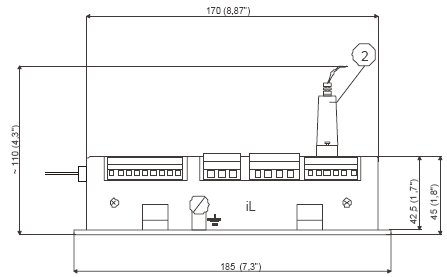 170 (8,87")
2
~ 110 (4,3")
iL
42,5 (1,7")
45 (1,8")
185 (7,3")